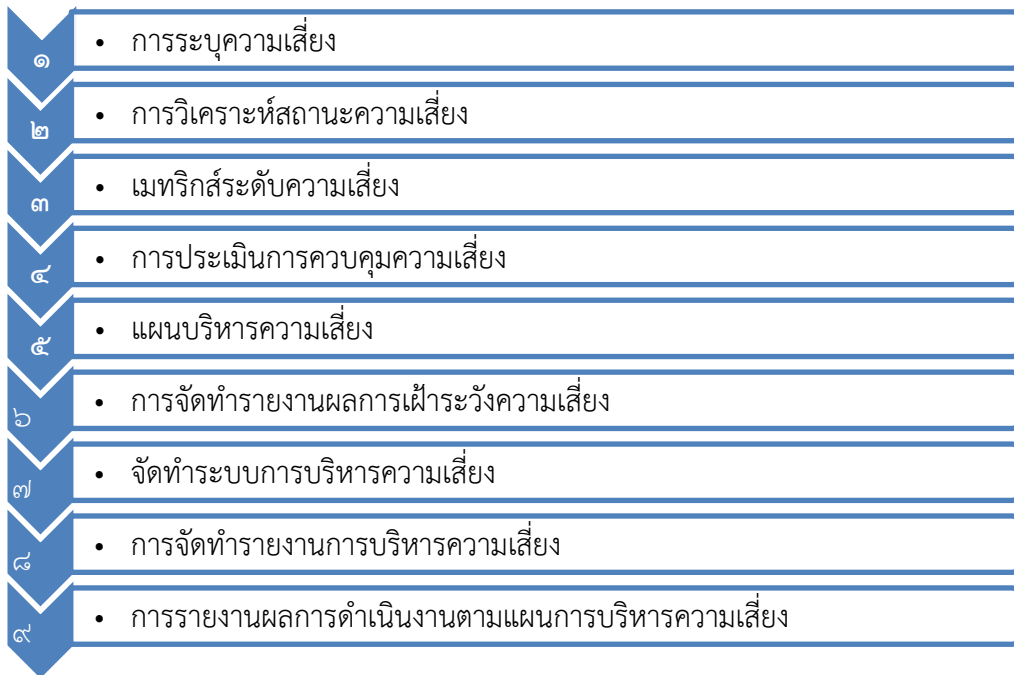 ๑ • การระบุความเสี่ยง
๒ • การวิเคราะห์สถานะความเสี่ยง
๓ • เมทริกส์ระดับความเสี่ยง
๔ • การประเมินการควบคุมความเสี่ยง
๕ • แผนบริหารความเสี่ยง
๖ • การจัดทำรายงานผลการเฝ้าระวังความเสี่ยง
๗ • จัดทำระบบการบริหารความเสี่ยง
๘ • การจัดทำรายงานการบริหารความเสี่ยง
๙ • การรายงานผลการดำเนินงานตามแผนการบริหารความเสี่ยง